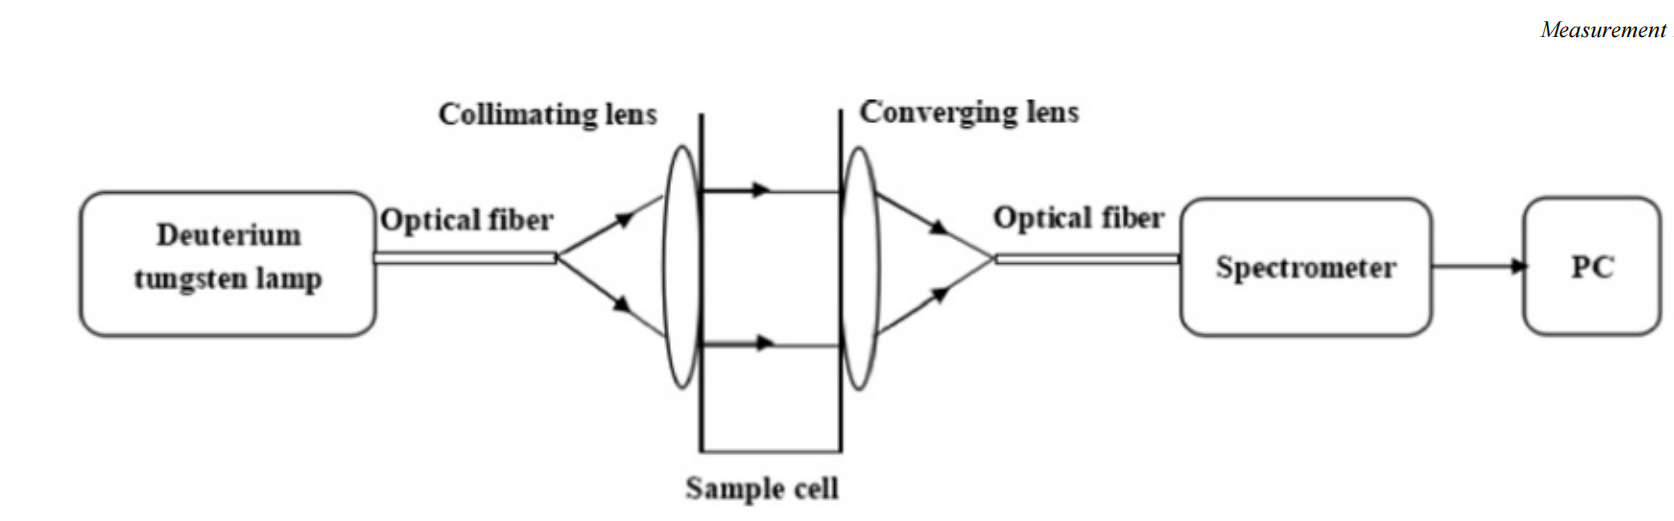 Measurement
Collimating lens
Converging lens
Deuterium
tungsten lamp
Optical fiber
Optical fiber
Spectrometer
PC
Sample cell